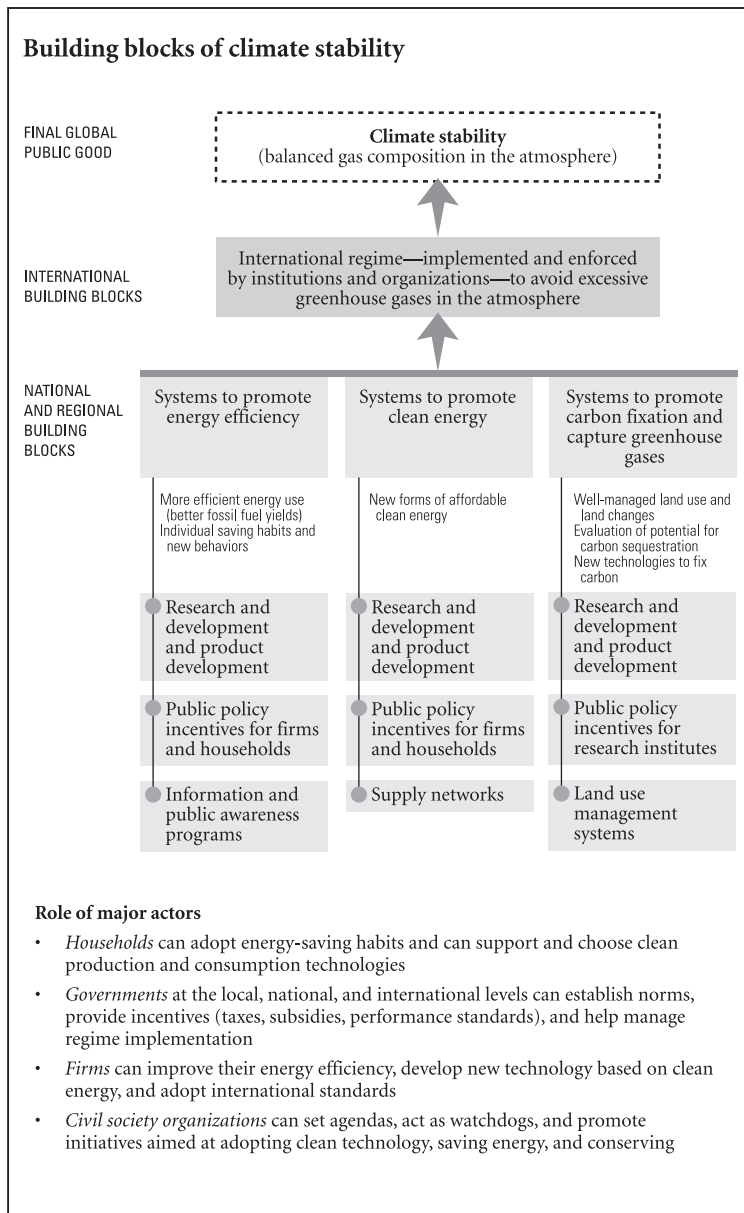 Building blocks of climate stability
FINAL GLOBAL
PUBLIC GOOD
Climate stability
(balanced gas composition in the atmosphere)
INTERNATIONAL
BUILDING BLOCKS
International regime—implemented and enforced
by institutions and organizations—to avoid excessive
greenhouse gases in the atmosphere
NATIONAL
AND REGIONAL
BUILDING
BLOCKS
Systems to promote
energy efficiency
More efficient energy use
(better fossil fuel yields)
Individual saving habits and
new behaviors
Research and
development
and product
development
Public policy
incentives for firms
and households
Information and
public awareness
programs
Systems to promote
clean energy
New forms of affordable
clean energy
Research and
development
and product
development
Public policy
incentives for firms
and households
Supply networks
Systems to promote
carbon fixation and
capture greenhouse
gases
Well-managed land use and
land changes
Evaluation of potential for
carbon sequestration
New technologies to fix
carbon
Research and
development
and product
development
Public policy
incentives for
research institutes
Land use
management
systems
Role of major actors
• Households can adopt energy-saving habits and can support and choose clean
production and consumption technologies
• Governments at the local, national, and international levels can establish norms,
provide incentives (taxes, subsidies, performance standards), and help manage
regime implementation
• Firms can improve their energy efficiency, develop new technology based on clean
energy, and adopt international standards
• Civil society organizations can set agendas, act as watchdogs, and promote
initiatives aimed at adopting clean technology, saving energy, and conserving